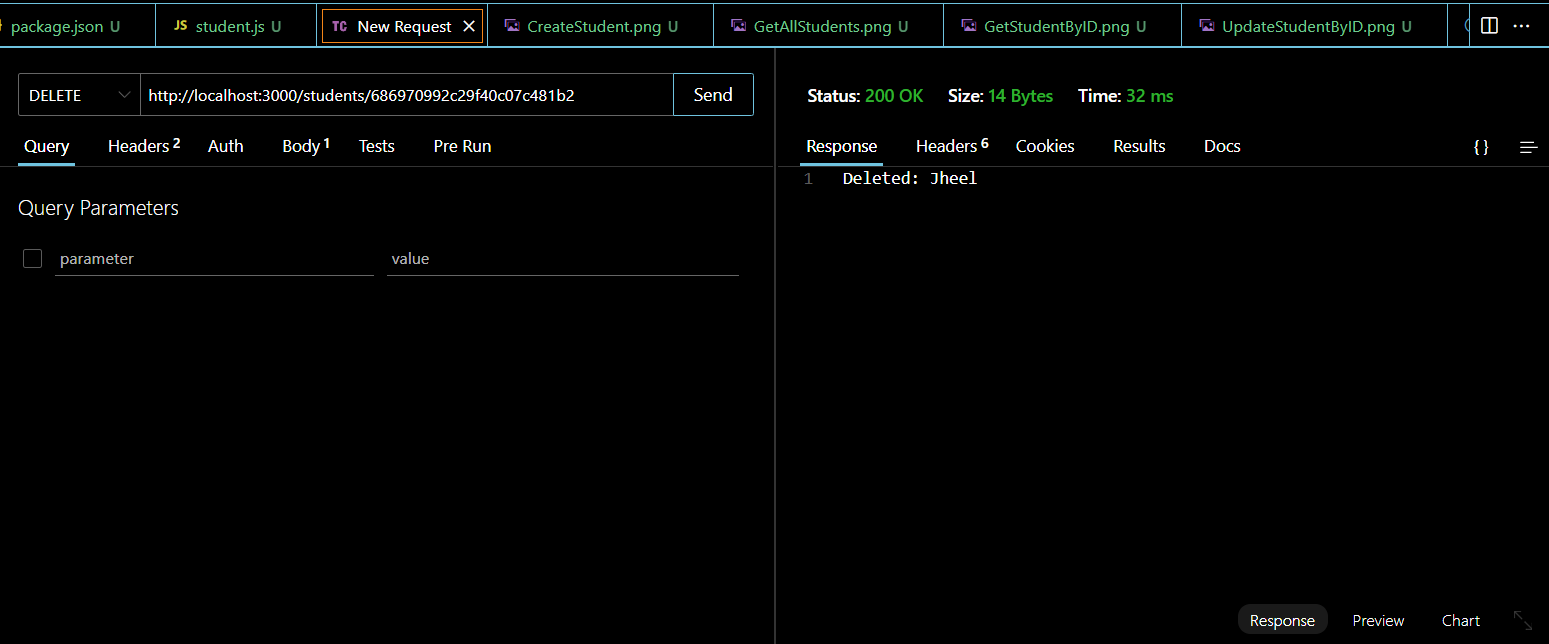 package.json U
JS student.js U
TC New Request
CreateStudent.png U
GetAllStudents.png U
GetStudentByID.png U
UpdateStudentByID.png U
DELETE
http://localhost:3000/students/686970992c29f40c07c481b2
Send
Query Headers 2 Auth Body 1 Tests Pre Run
Query Parameters
parameter value
Status: 200 OK Size: 14 Bytes Time: 32 ms
Response Headers 6 Cookies Results Docs {}
1 Deleted: Jheel
Response Preview Chart